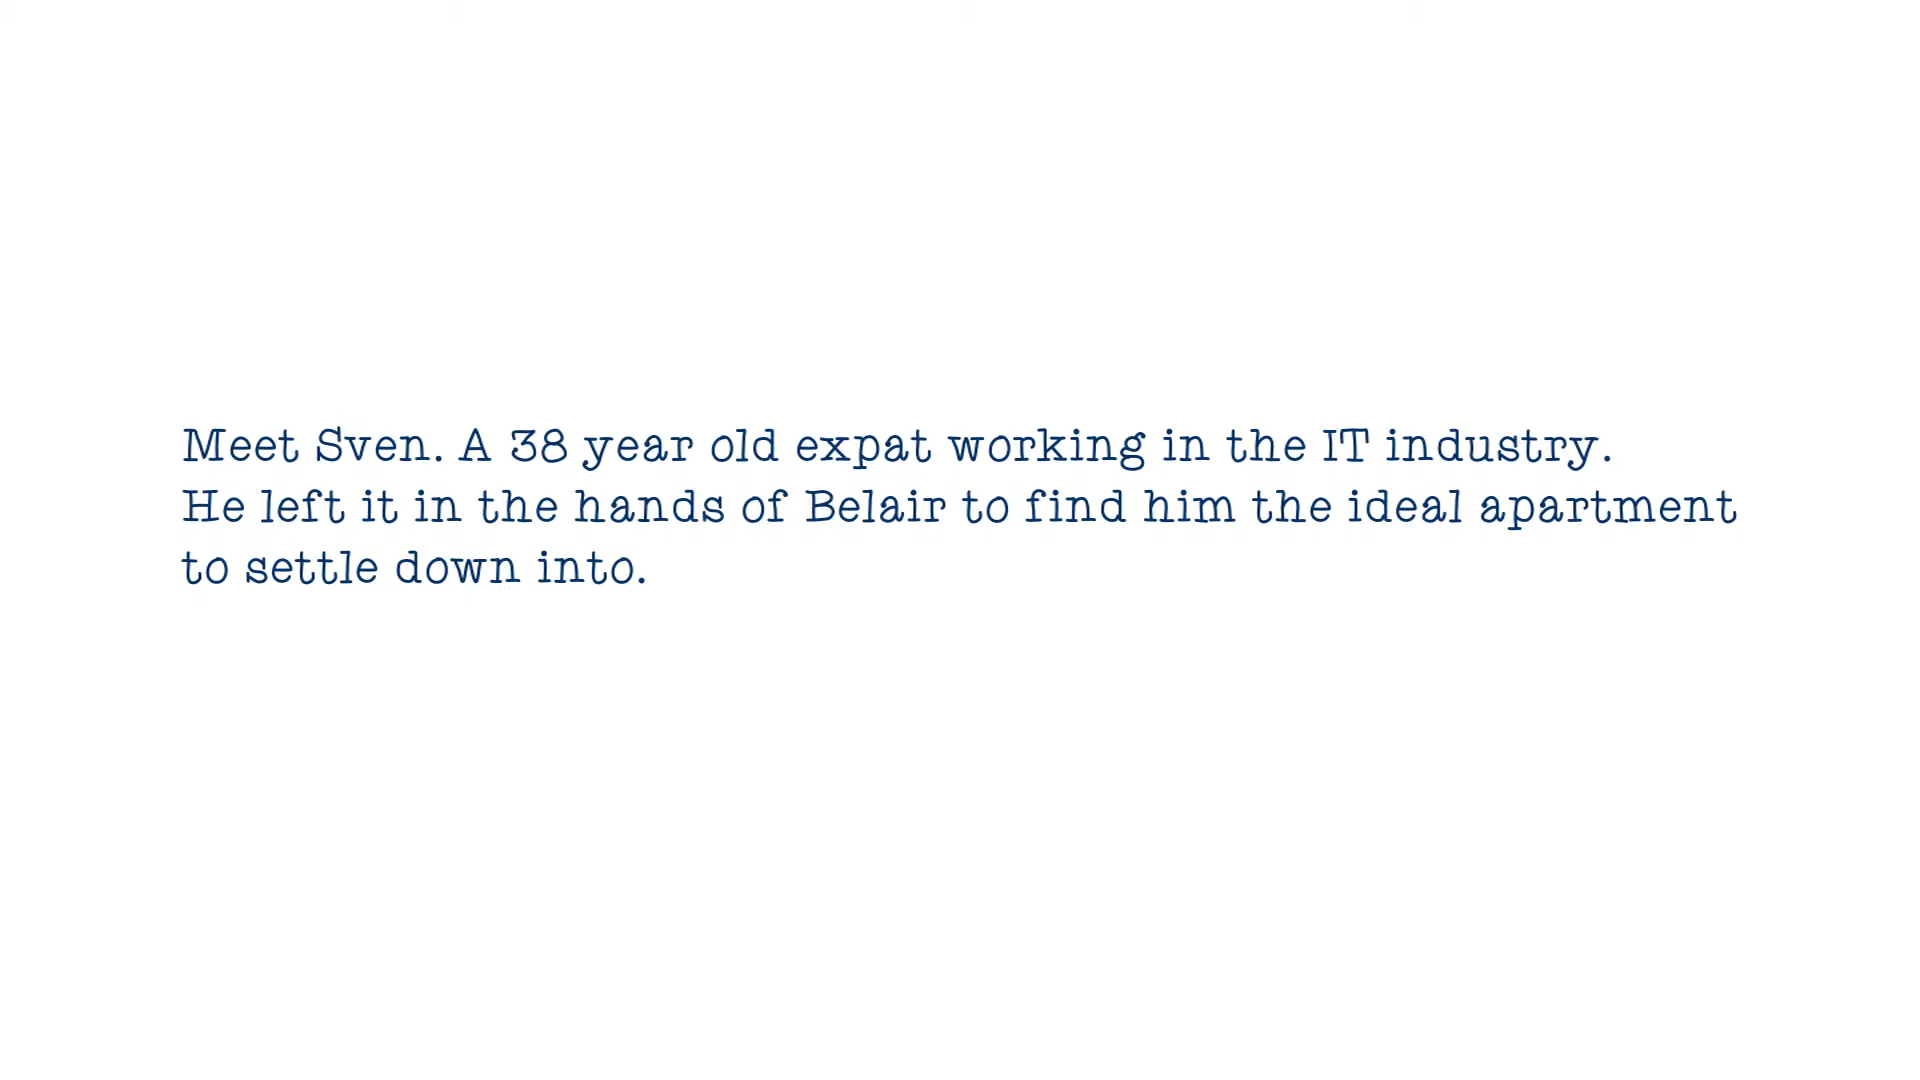 Meet Sven. A 38 year old expat working in the IT industry.
He left it in the hands of Belair to find him the ideal apartment
to settle down into.